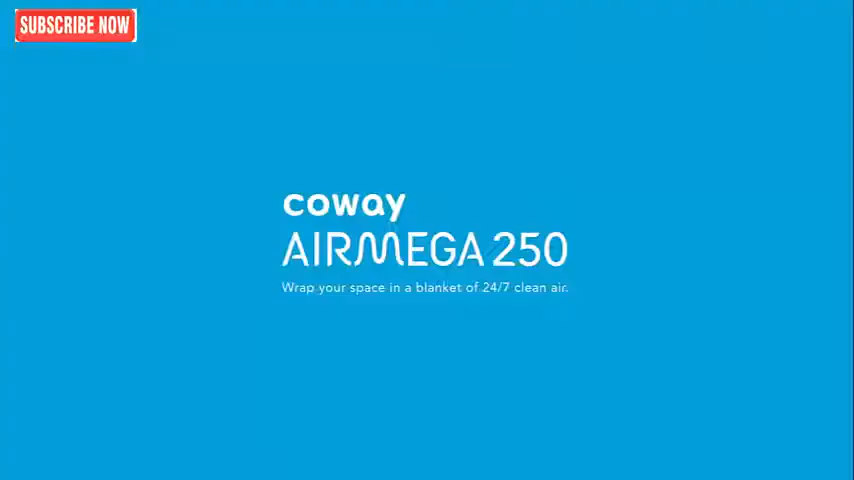 SUBSCRIBE NOW
coway
AIRMEGA 250
Wrap your space in a blanket of 24/7 clean air.